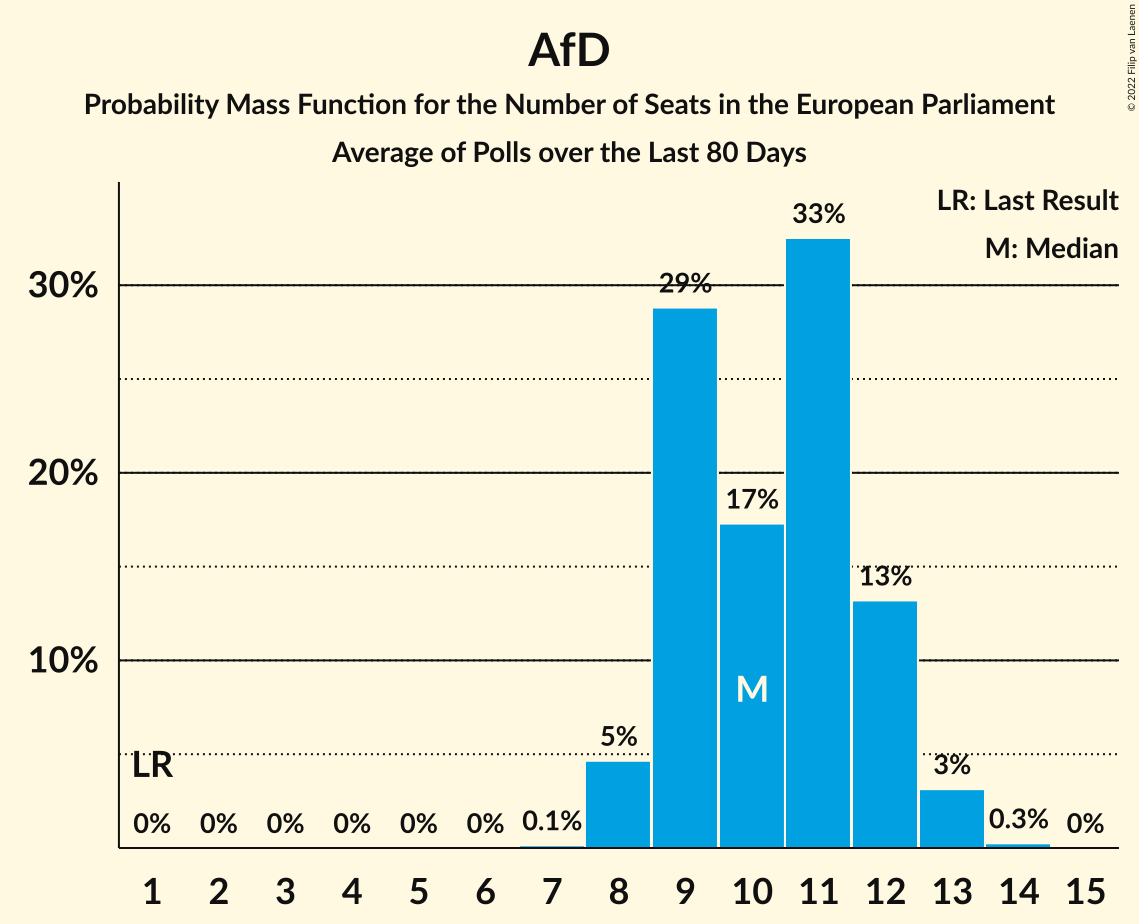 AfD
Probability Mass Function for the Number of Seats in the European Parliament
Average of Polls over the Last 80 Days
© 2022 Filip van Laenen
LR: Last Result
M: Median
33%
30%
29%
20%
17%
13%
10%
M
5%
LR
3%
0% 0% 0% 0% 0% 0% 0.1% 0.3% 0%
1 2 3 4 5 6 7 8 9 10 11 12 13 14 15